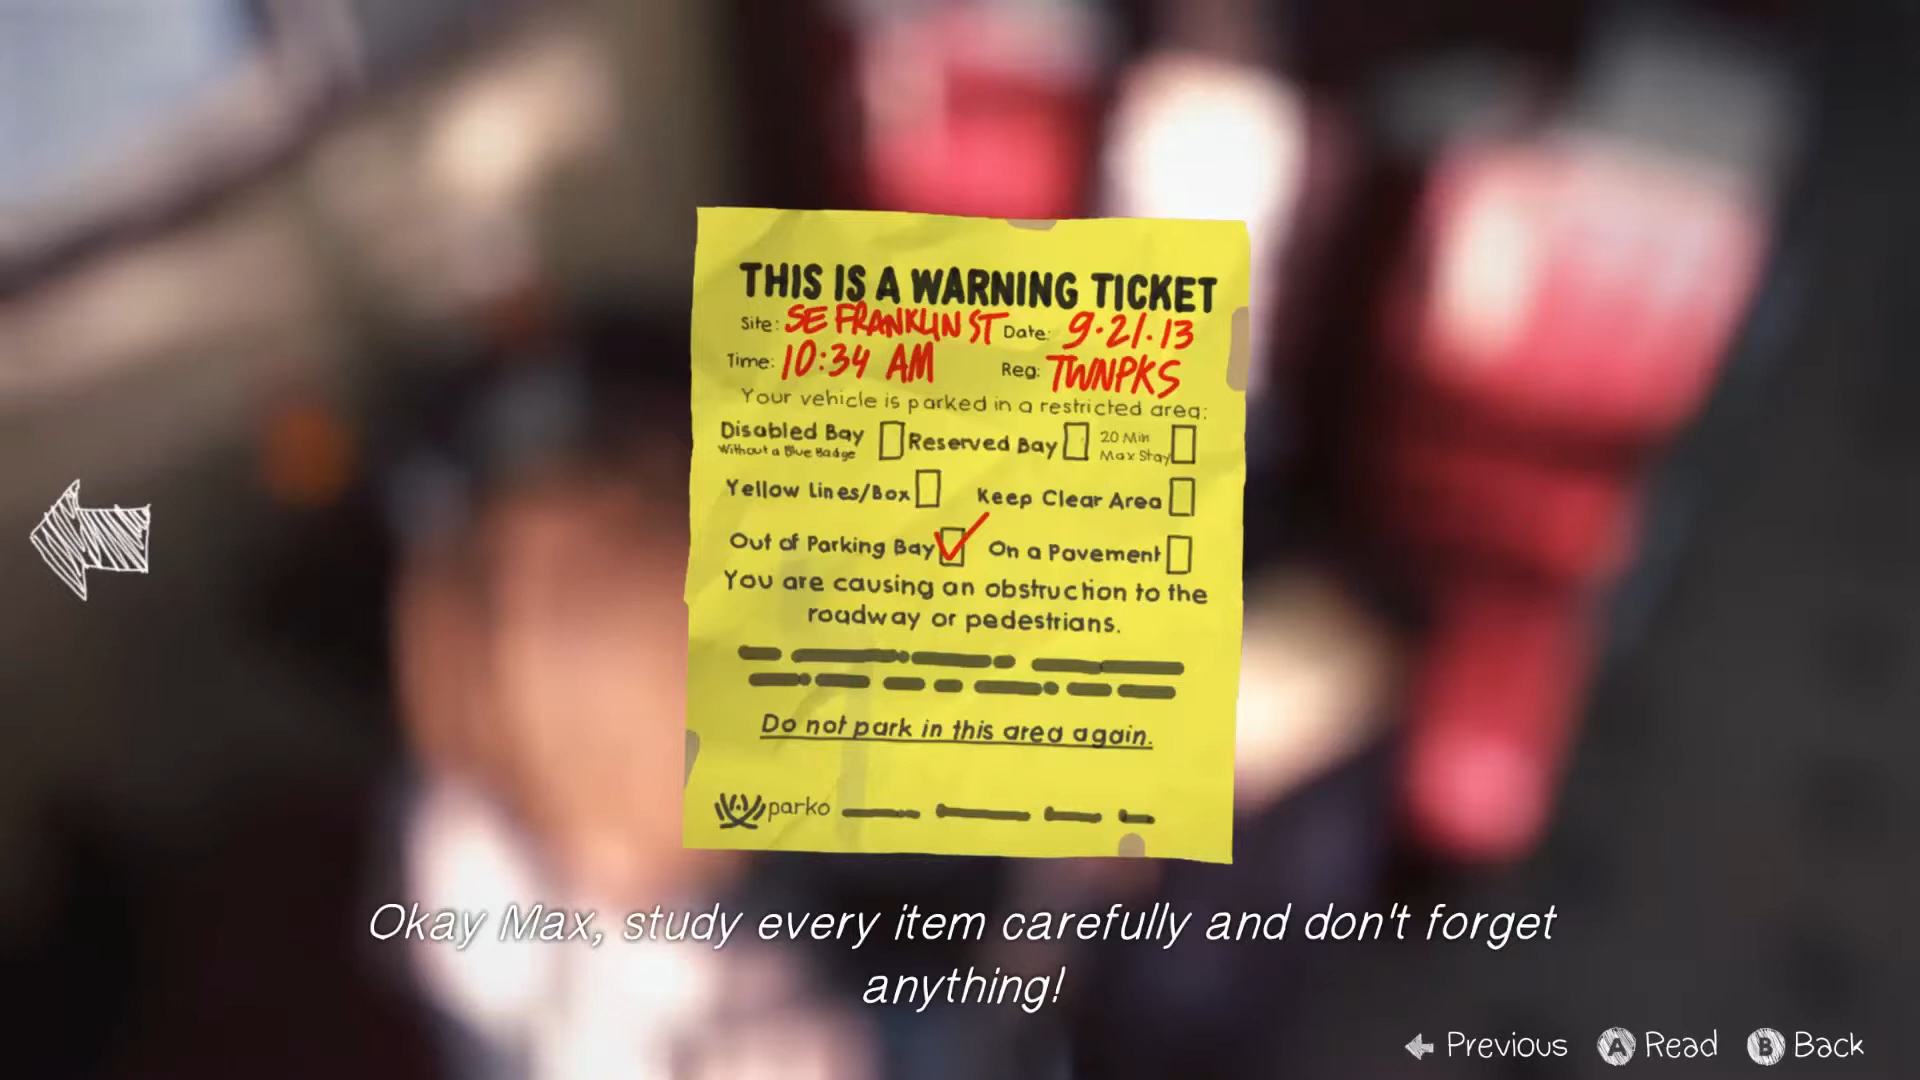 THIS IS A WARNING TICKET
Site: SE FRANKLIN ST Date: 9.21.13
Time: 10:34 AM Reg: TWNPKS
Your vehicle is parked in a restricted area:
Disabled Bay Reserved Bay 20 Min
Without a Blue Badge Max Stay
Yellow Lines/Box Keep Clear Area
Out of Parking Bay On a Pavement
You are causing an obstruction to the
roadway or pedestrians.
Do not park in this area again.
parko
Okay Max, study every item carefully and don't forget
anything!
Previous A Read B Back